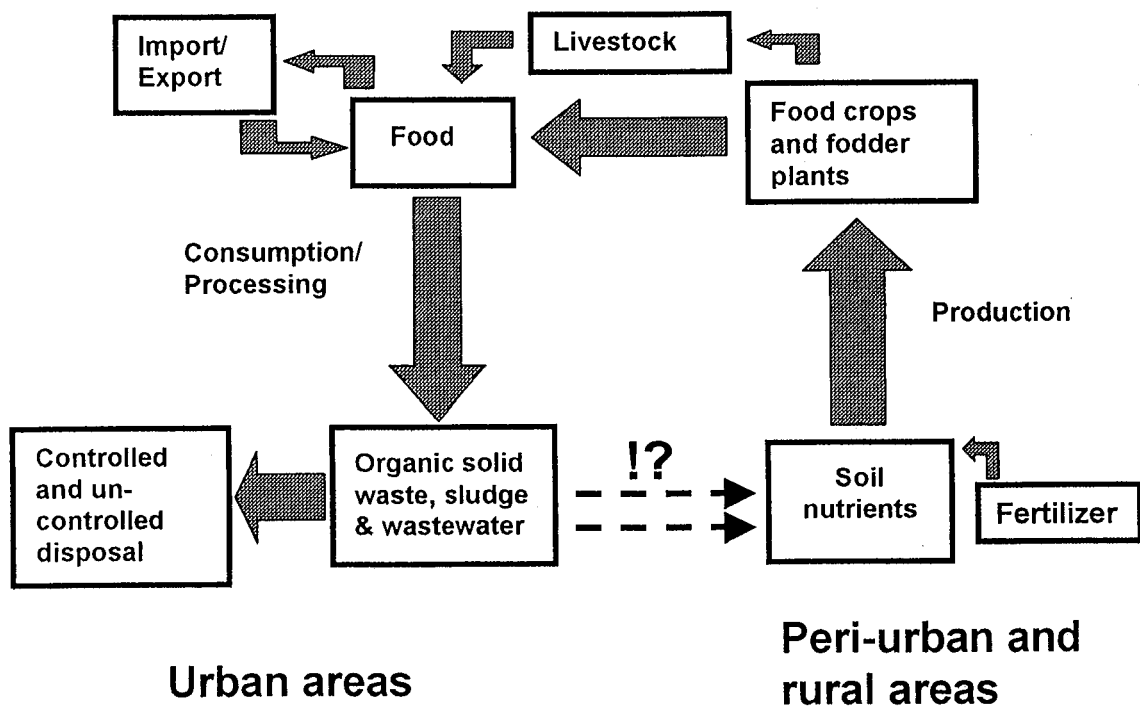 Import/
Export
Livestock
Food
Food crops
and fodder
plants
Consumption/
Processing
Production
Controlled
and un-
controlled
disposal
Organic solid
waste, sludge
& wastewater
!?
Soil
nutrients
Fertilizer
Urban areas
Peri-urban and
rural areas